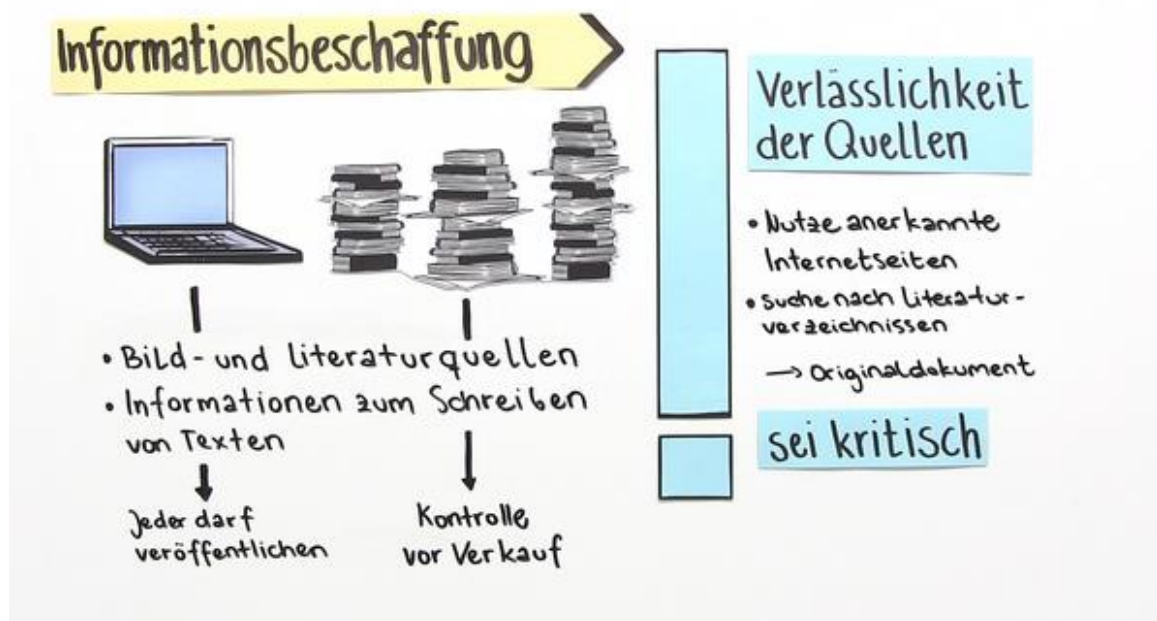 Informationsbeschaffung
• Bild- und Literaturquellen
• Informationen zum Schreiben
von Texten
Jeder darf
veröffentlichen
Kontrolle
vor Verkauf
Verlässlichkeit
der Quellen
• Nutze anerkannte
Internetseiten
• Suche nach Literatur-
verzeichnissen
→ Originaldokument
sei kritisch